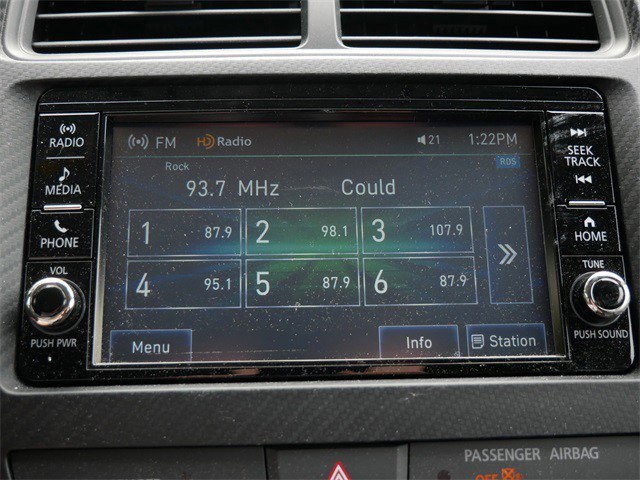 RADIO
MEDIA
PHONE
VOL
PUSH PWR
FM HD Radio 21 1:22PM
RDS
Rock
93.7 MHz Could
1 87.9 2 98.1 3 107.9
4 95.1 5 87.9 6 87.9
Menu Info Station
SEEK
TRACK
HOME
TUNE
PUSH SOUND
PASSENGER AIRBAG
OFF